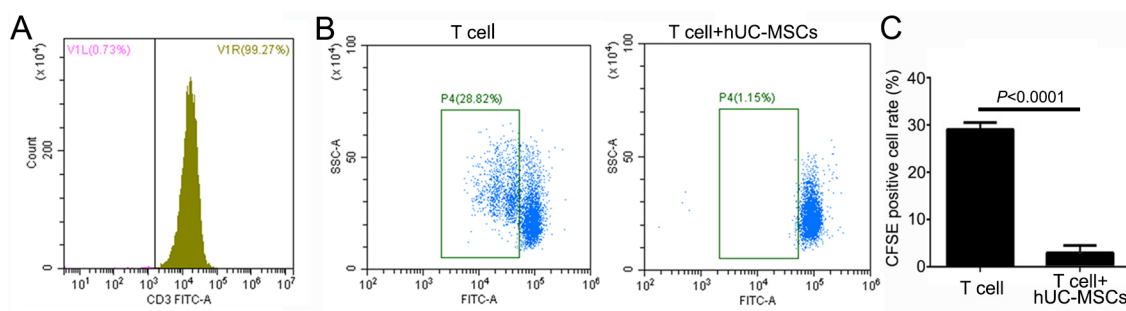 A
V1L(0.73%)
V1R(99.27%)
(x 10⁴)
Count
200
0
10¹ 10² 10³ 10⁴ 10⁵ 10⁶ 10⁷
CD3 FITC-A
B
T cell
(x 10⁴)
100
P4(28.82%)
SSC-A
50
0
10² 10³ 10⁴ 10⁵ 10⁶
FITC-A
T cell+hUC-MSCs
(x 10⁴)
100
P4(1.15%)
SSC-A
50
0
10² 10³ 10⁴ 10⁵ 10⁶
FITC-A
C
CFSE positive cell rate (%)
40
30
20
10
0
P<0.0001
T cell
T cell+
hUC-MSCs